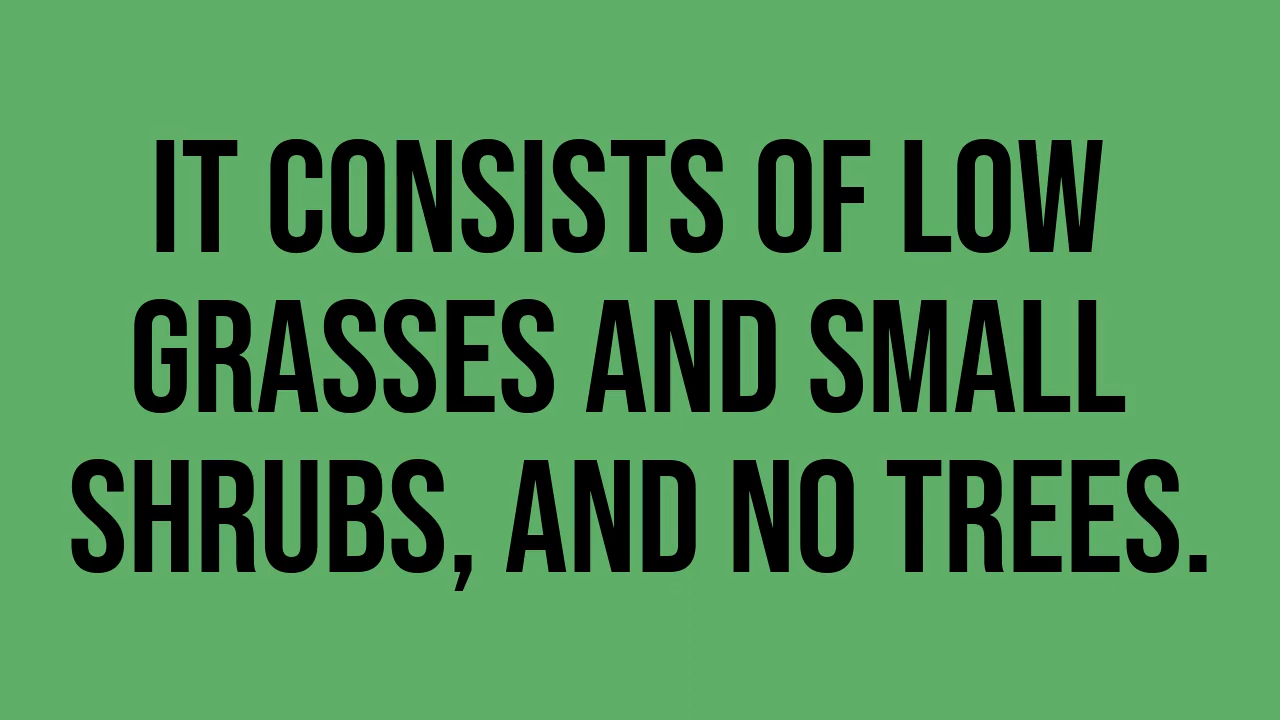 IT CONSISTS OF LOW
GRASSES AND SMALL
SHRUBS, AND NO TREES.